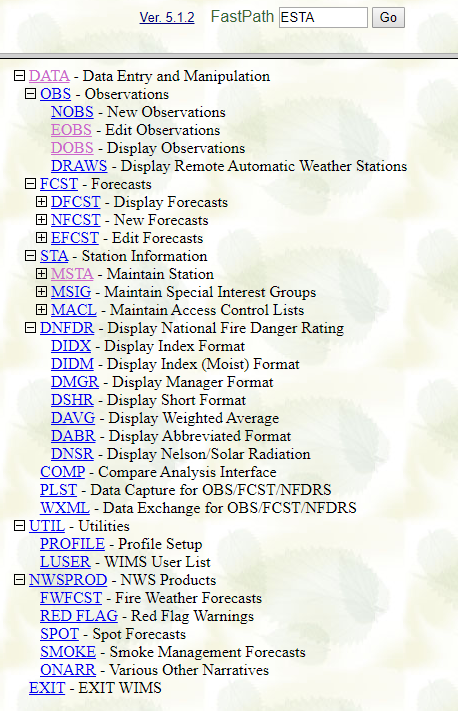 Ver. 5.1.2 FastPath ESTA Go
DATA - Data Entry and Manipulation
OBS - Observations
NOBS - New Observations
EOBS - Edit Observations
DOBS - Display Observations
DRAWS - Display Remote Automatic Weather Stations
FCST - Forecasts
DFCST - Display Forecasts
NFCST - New Forecasts
EFCST - Edit Forecasts
STA - Station Information
MSTA - Maintain Station
MSIG - Maintain Special Interest Groups
MACL - Maintain Access Control Lists
DNFDR - Display National Fire Danger Rating
DIDX - Display Index Format
DIDM - Display Index (Moist) Format
DMGR - Display Manager Format
DSHR - Display Short Format
DAVG - Display Weighted Average
DABR - Display Abbreviated Format
DNSR - Display Nelson/Solar Radiation
COMP - Compare Analysis Interface
PLST - Data Capture for OBS/FCST/NFDRS
WXML - Data Exchange for OBS/FCST/NFDRS
UTIL - Utilities
PROFILE - Profile Setup
LUSER - WIMS User List
NWSPROD - NWS Products
FWFCST - Fire Weather Forecasts
RED FLAG - Red Flag Warnings
SPOT - Spot Forecasts
SMOKE - Smoke Management Forecasts
ONARR - Various Other Narratives
EXIT - EXIT WIMS